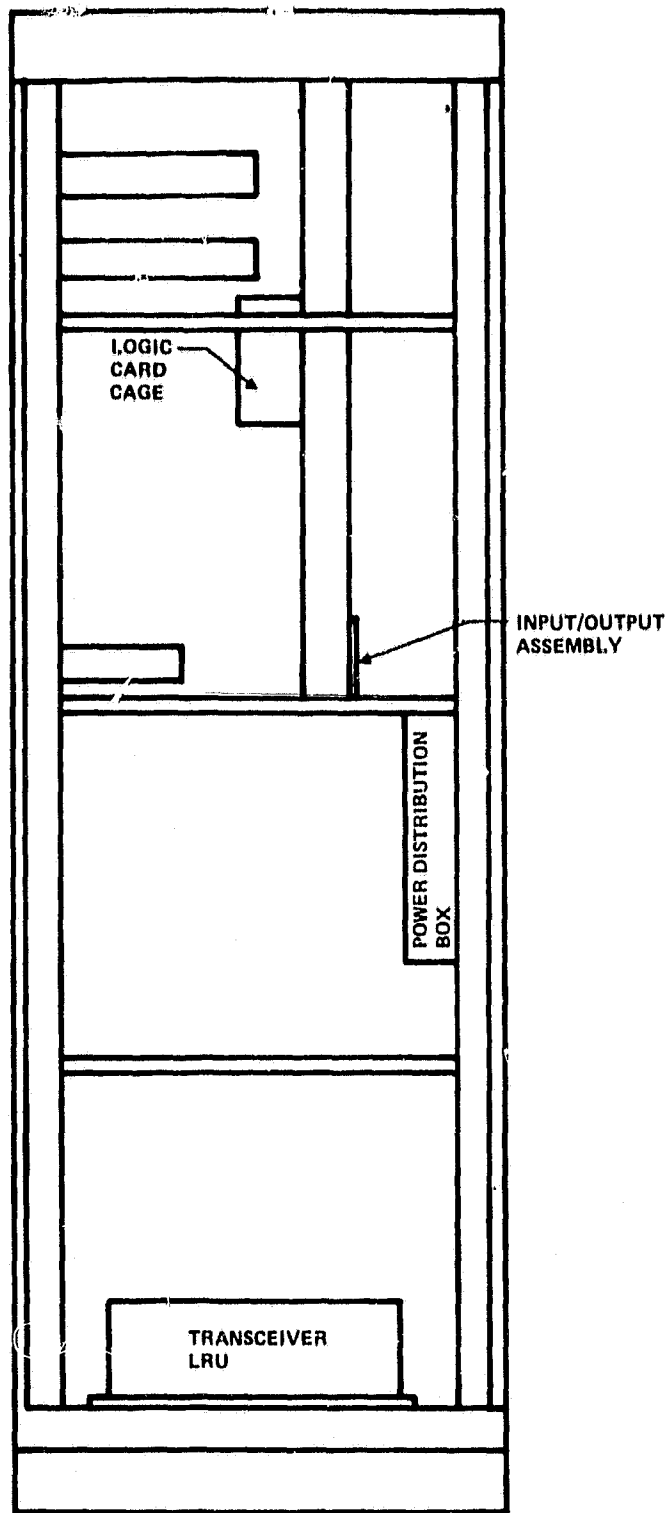 LOGIC
CARD
CAGE
INPUT/OUTPUT
ASSEMBLY
POWER DISTRIBUTION
BOX
TRANSCEIVER
LRU